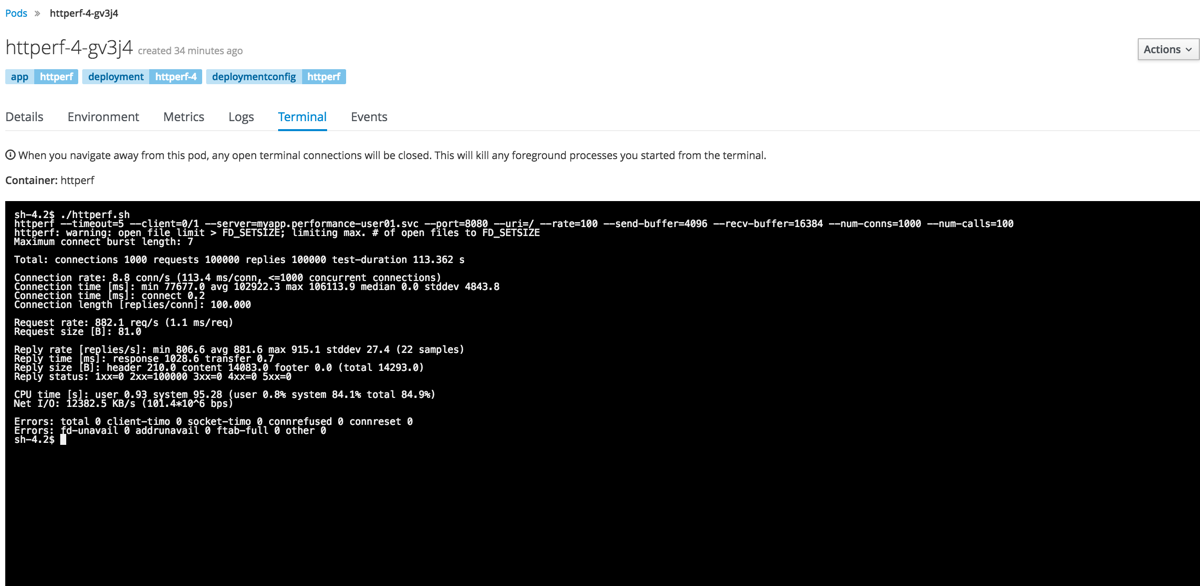 Pods » httperf-4-gv3j4
httperf-4-gv3j4 created 34 minutes ago
Actions
app httperf deployment httperf-4 deploymentconfig httperf
Details Environment Metrics Logs Terminal Events
When you navigate away from this pod, any open terminal connections will be closed. This will kill any foreground processes you started from the terminal.
Container: httperf
sh-4.2$ ./httperf.sh
httperf --timeout=5 --client=0/1 --server=myapp.performance-user01.svc --port=8080 --uri=/ --rate=100 --send-buffer=4096 --recv-buffer=16384 --num-conns=1000 --num-calls=100
httperf: warning: open file limit > FD_SETSIZE; limiting max. # of open files to FD_SETSIZE
Maximum connect burst length: 7
Total: connections 1000 requests 100000 replies 100000 test-duration 113.362 s
Connection rate: 8.8 conn/s (113.4 ms/conn, <=1000 concurrent connections)
Connection time [ms]: min 77677.0 avg 102922.3 max 106113.9 median 0.0 stddev 4843.8
Connection time [ms]: connect 0.2
Connection length [replies/conn]: 100.000
Request rate: 882.1 req/s (1.1 ms/req)
Request size [B]: 81.0
Reply rate [replies/s]: min 806.6 avg 881.6 max 915.1 stddev 27.4 (22 samples)
Reply time [ms]: response 1028.6 transfer 0.7
Reply size [B]: header 210.0 content 14083.0 footer 0.0 (total 14293.0)
Reply status: 1xx=0 2xx=100000 3xx=0 4xx=0 5xx=0
CPU time [s]: user 0.93 system 95.28 (user 0.8% system 84.1% total 84.9%)
Net I/O: 12382.5 KB/s (101.4*10^6 bps)
Errors: total 0 client-timo 0 socket-timo 0 connrefused 0 connreset 0
Errors: fd-unavail 0 addrunavail 0 ftab-full 0 other 0
sh-4.2$